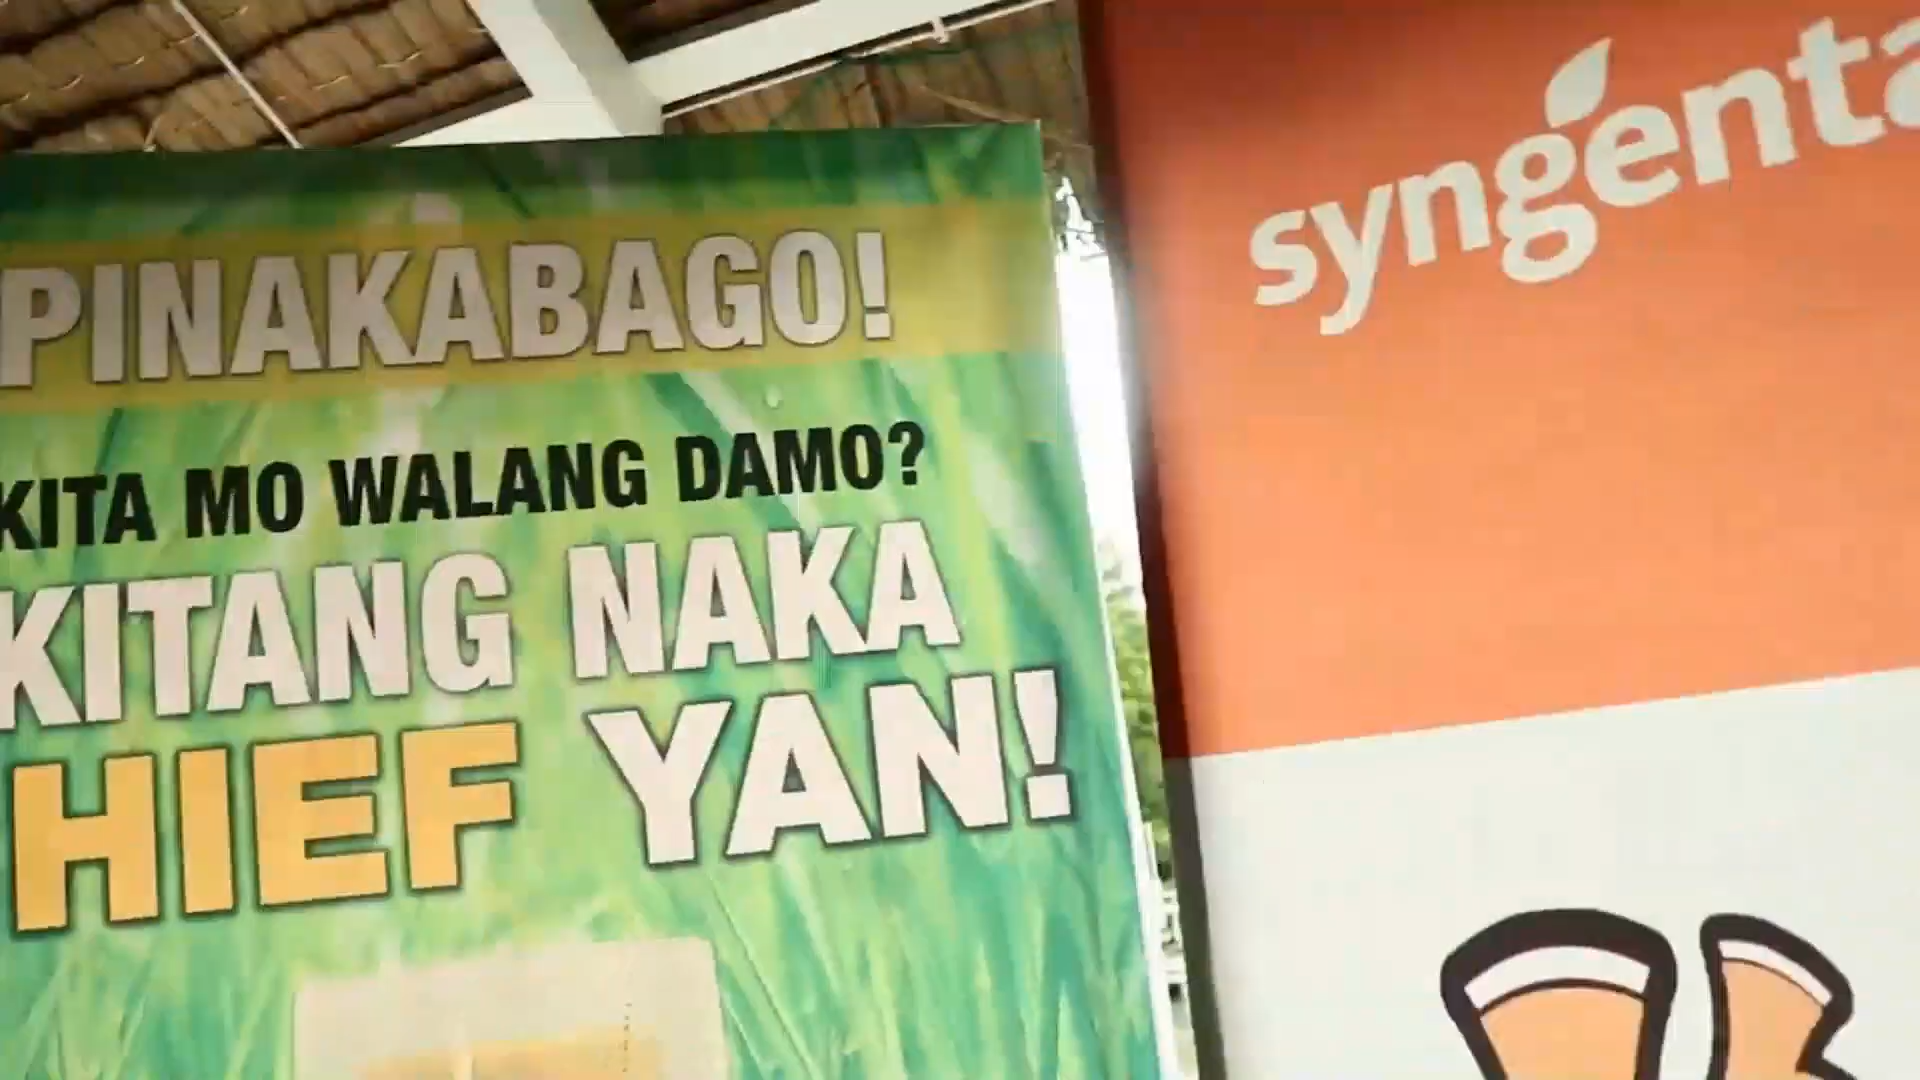 PINAKABAGO!
KITA MO WALANG DAMO?
KITANG NAKA
HIEF YAN!
syngenta